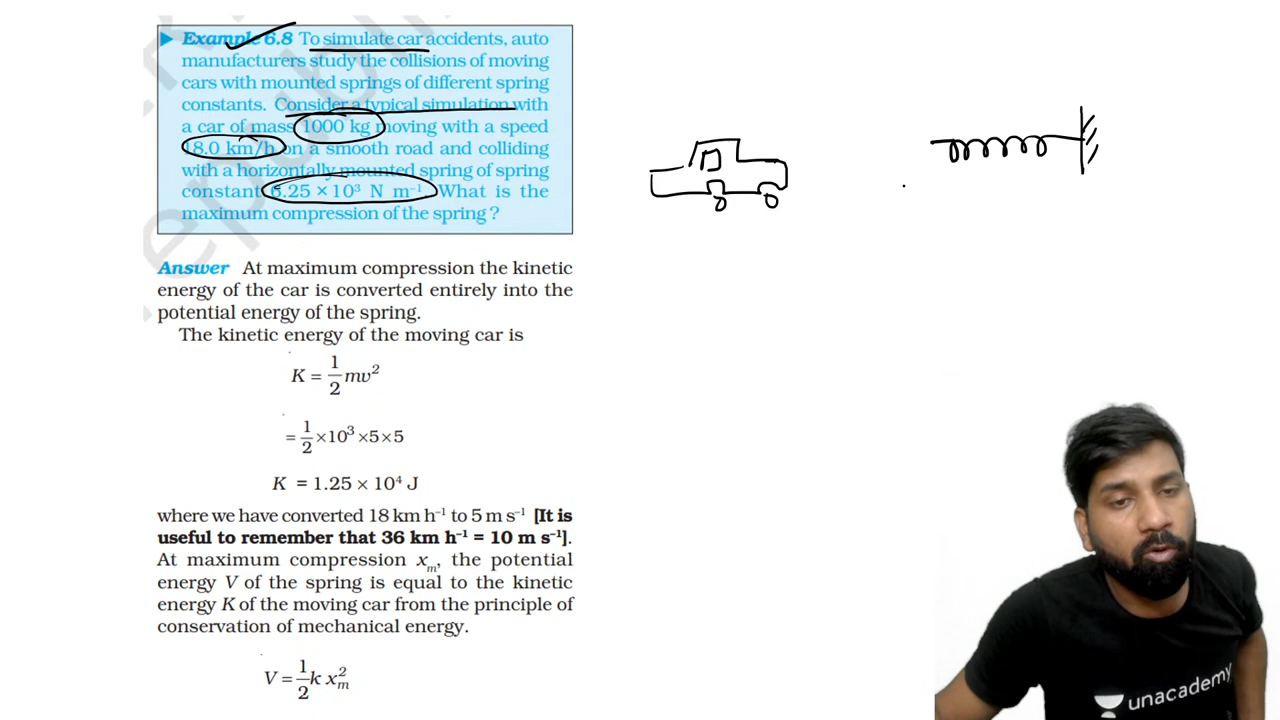 Example 6.8 To simulate car accidents, auto
manufacturers study the collisions of moving
cars with mounted springs of different spring
constants. Consider a typical simulation with
a car of mass 1000 kg moving with a speed
18.0 km/h on a smooth road and colliding
with a horizontally mounted spring of spring
constant 6.25 × 10³ N m⁻¹. What is the
maximum compression of the spring ?
Answer At maximum compression the kinetic
energy of the car is converted entirely into the
potential energy of the spring.
The kinetic energy of the moving car is
K = 1/2 mv²
= 1/2 × 10³ × 5 × 5
K = 1.25 × 10⁴ J
where we have converted 18 km h⁻¹ to 5 m s⁻¹ [It is
useful to remember that 36 km h⁻¹ = 10 m s⁻¹].
At maximum compression xₘ, the potential
energy V of the spring is equal to the kinetic
energy K of the moving car from the principle of
conservation of mechanical energy.
V = 1/2 k xₘ²
unacademy